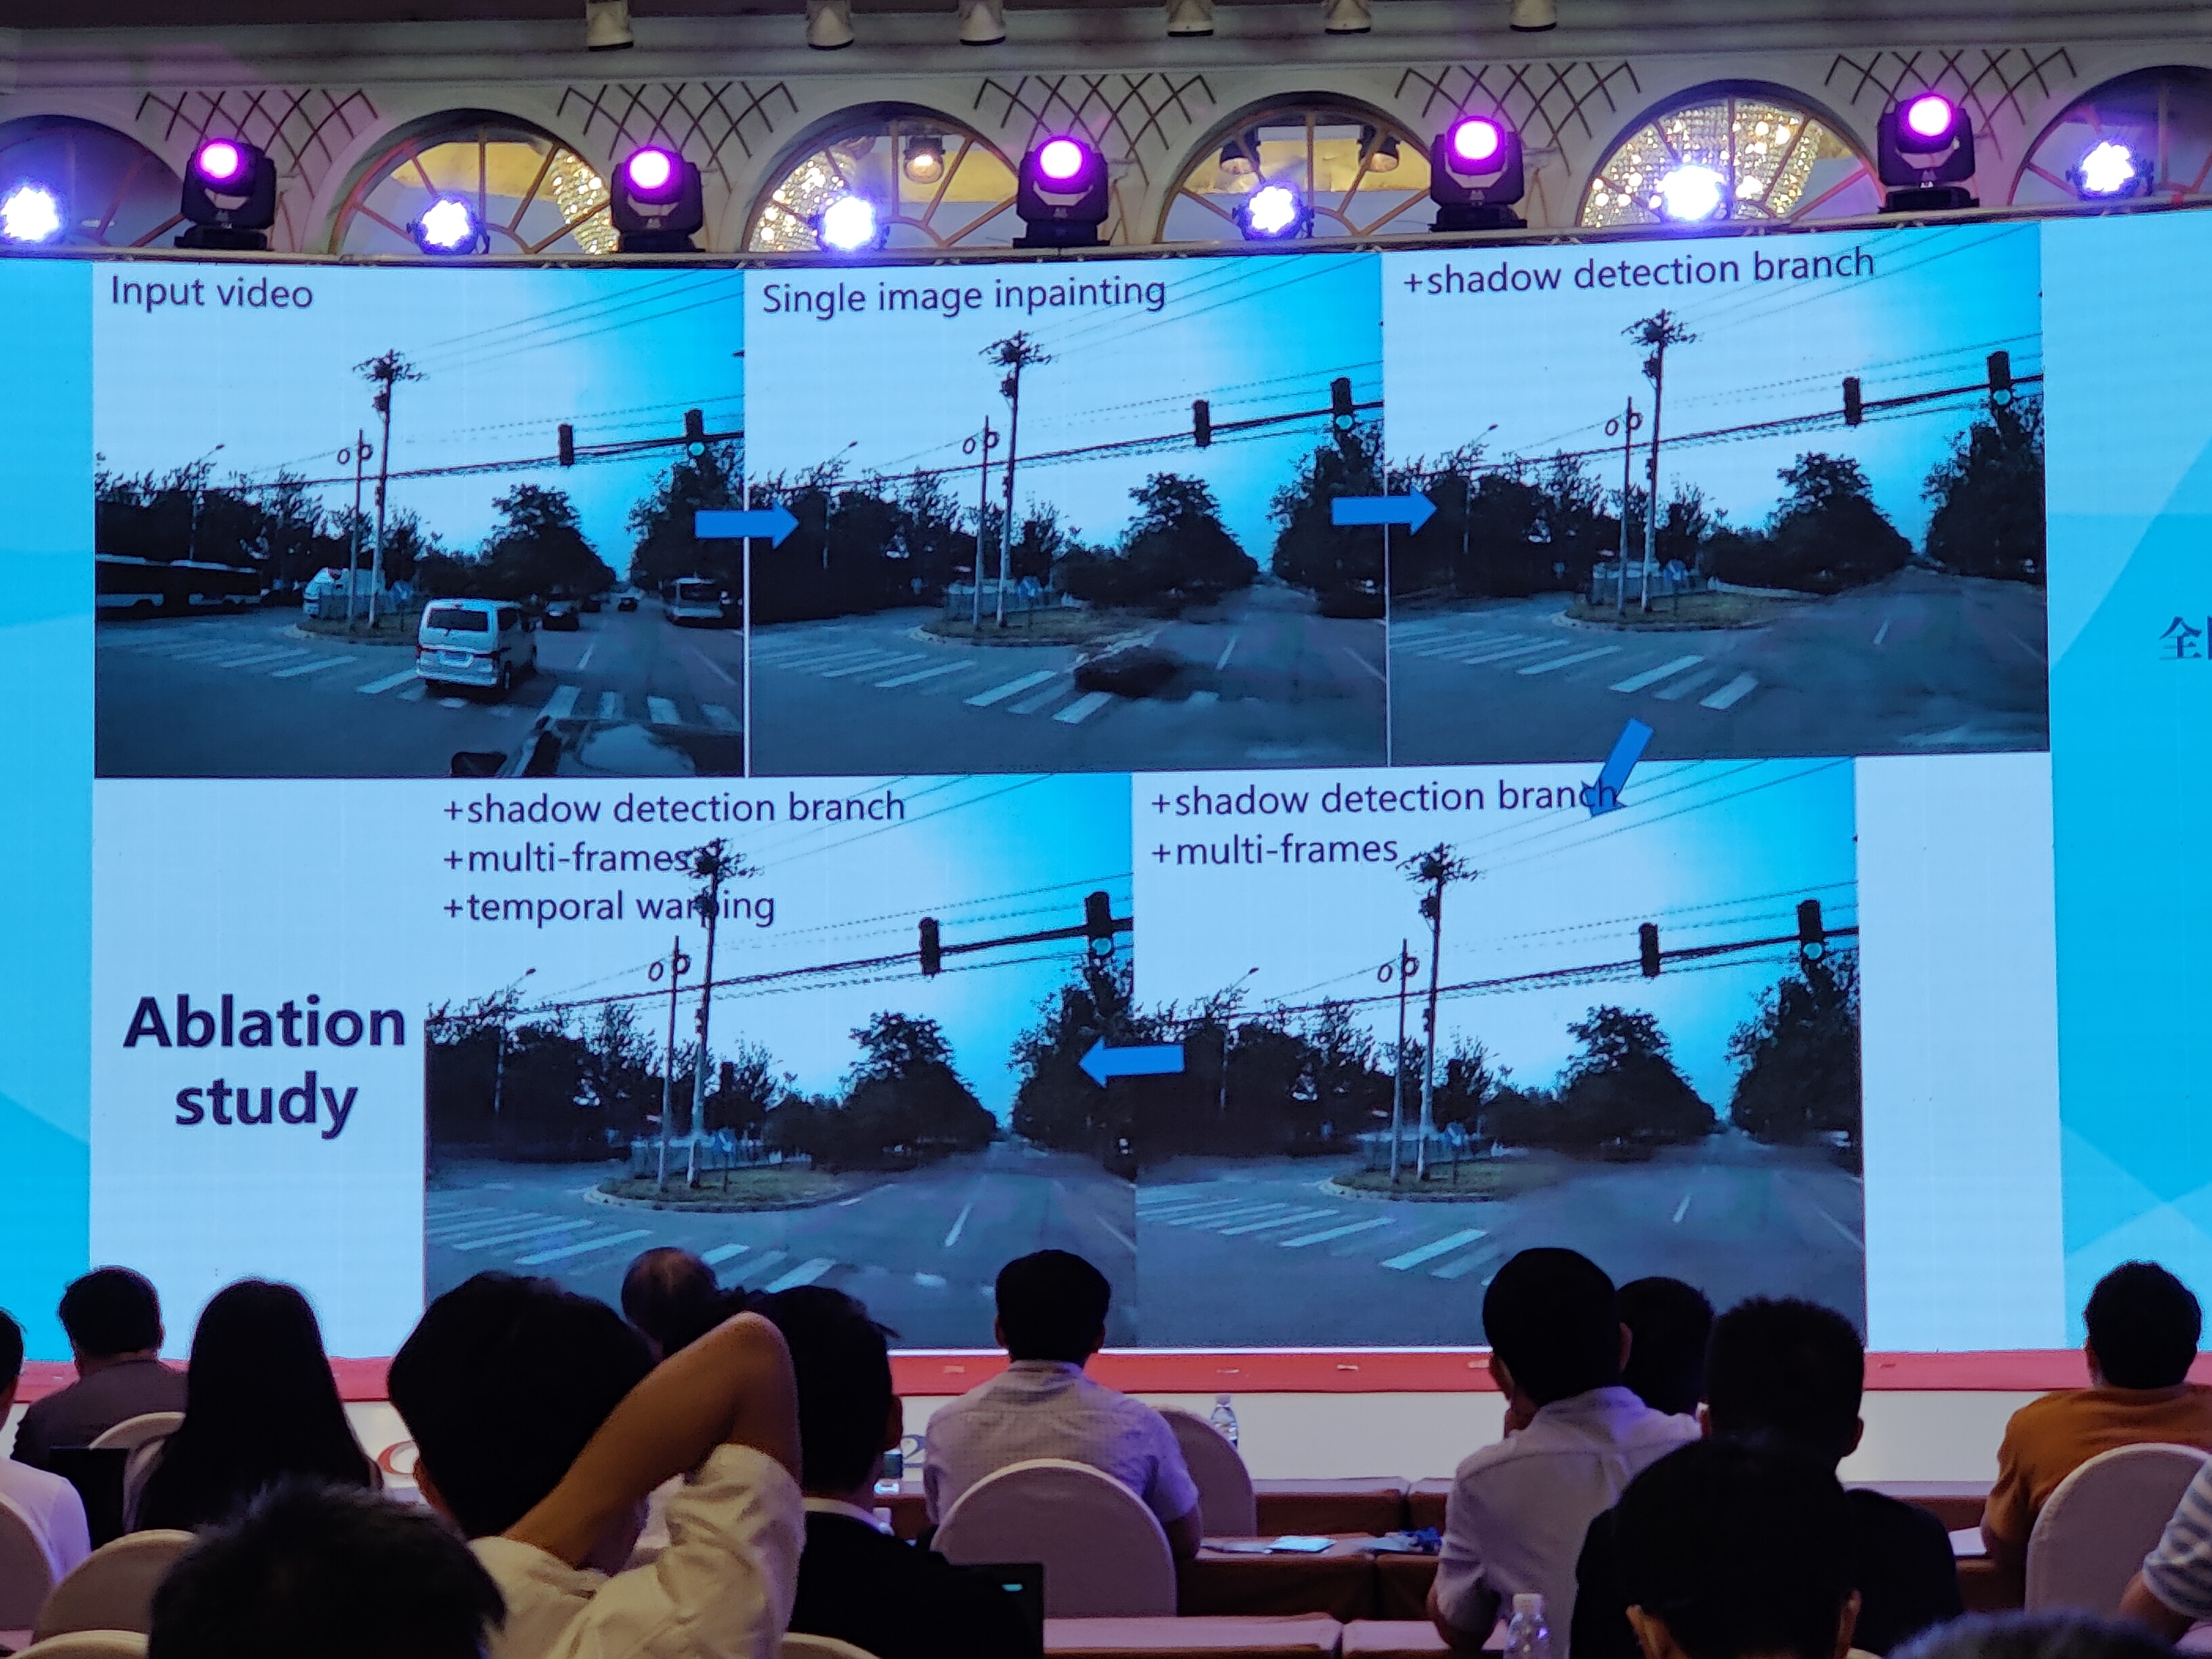 Input video
Single image inpainting
+shadow detection branch
+shadow detection branch
+multi-frames
+temporal warping
+shadow detection branch
+multi-frames
Ablation
study
全